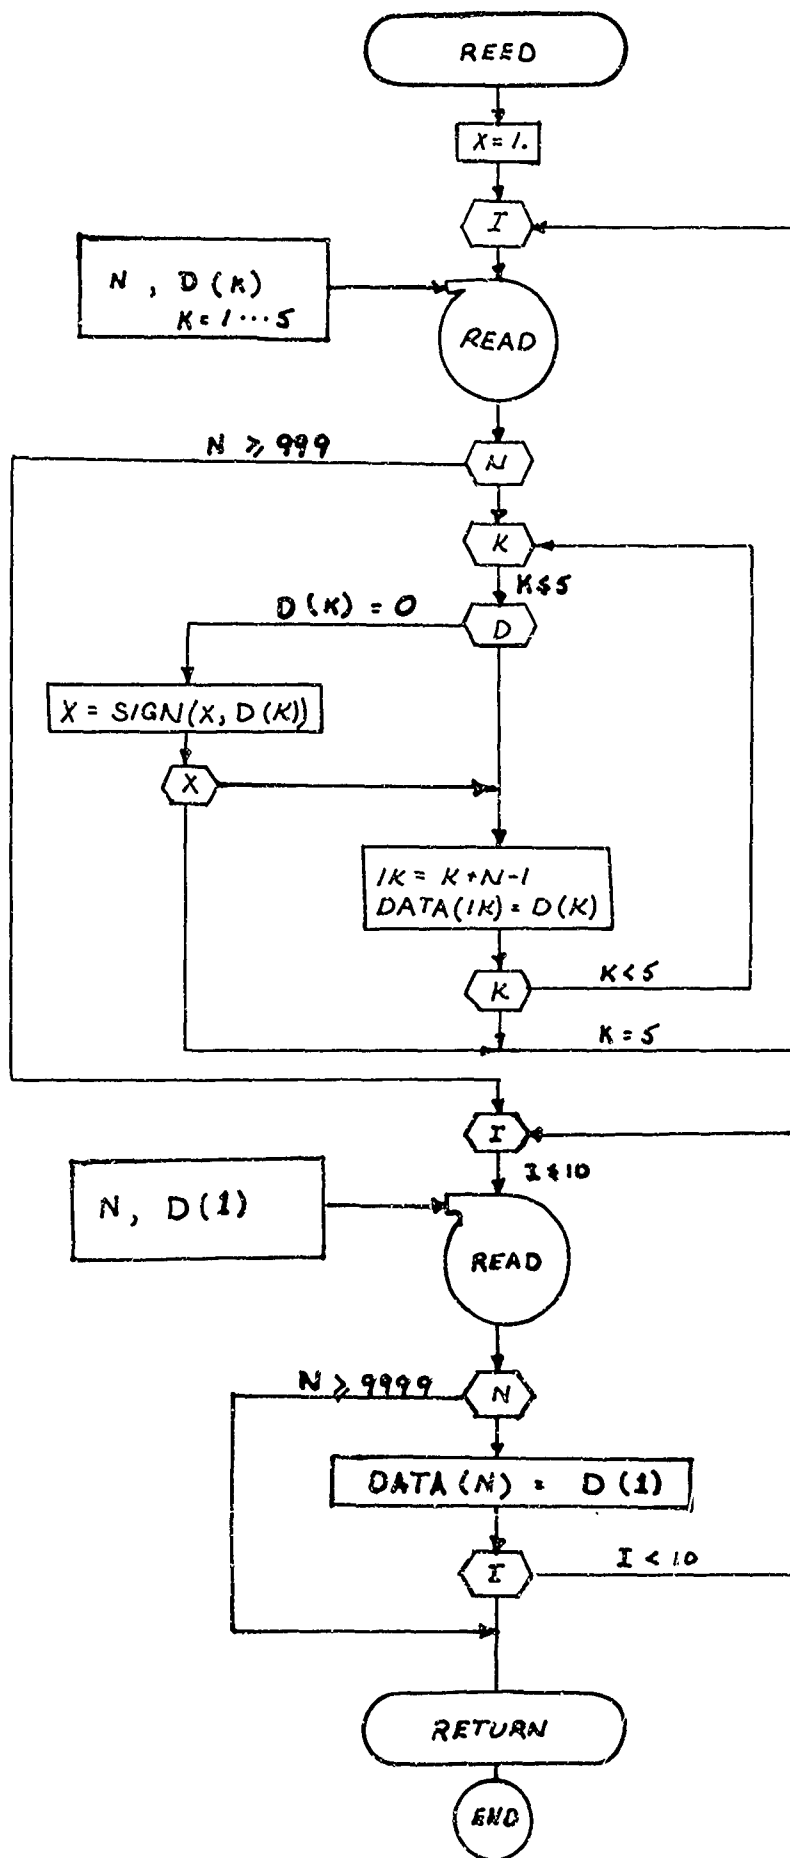 REED
X = 1.
I
N , D (K)
K = 1 ... 5
READ
N ≥ 999
N
K
K≤5
D (K) = 0
D
X = SIGN(X, D(K))
X
IK = K+N-1
DATA(IK) = D(K)
K
K < 5
K = 5
I
I ≤ 10
N, D(1)
READ
N ≥ 9999
N
DATA (N) = D (1)
I
I < 10
RETURN
END